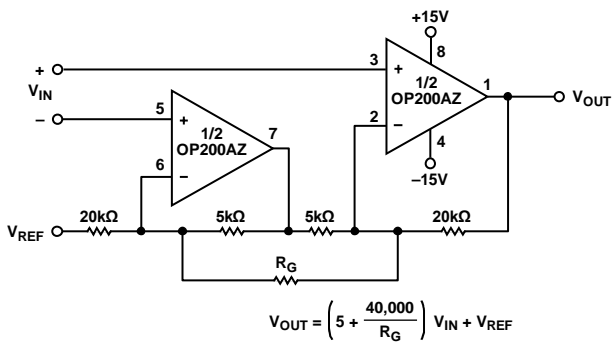 +15V
8
+
3
+
1/2
OP200AZ
1
V_IN
V_OUT
–
5
+
1/2
OP200AZ
7
2
–
4
6
–
–15V
V_REF
20kΩ
5kΩ
5kΩ
20kΩ
R_G
V_OUT = ( 5 + 40,000 / R_G ) V_IN + V_REF